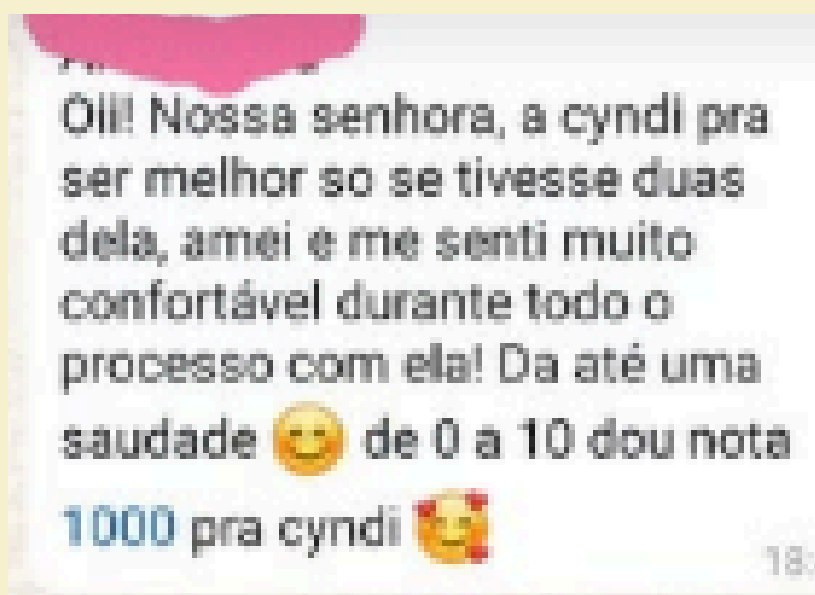 Oii! Nossa senhora, a cyndi pra
ser melhor so se tivesse duas
dela, amei e me senti muito
confortável durante todo o
processo com ela! Da até uma
saudade 😊 de 0 a 10 dou nota
1000 pra cyndi 🥰
18: